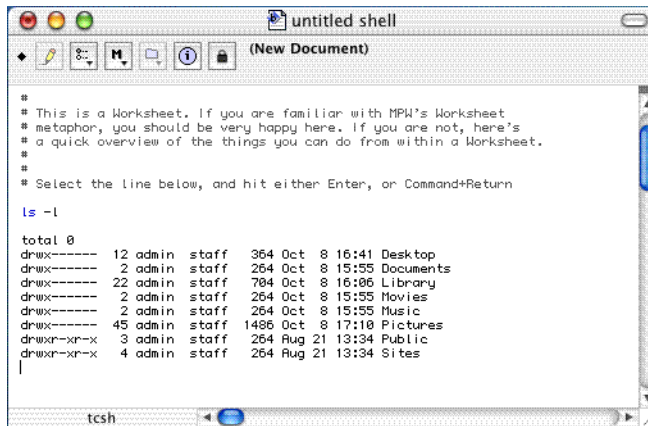 untitled shell
(New Document)
#
# This is a Worksheet. If you are familiar with MPW's Worksheet
# metaphor, you should be very happy here. If you are not, here's
# a quick overview of the things you can do from within a Worksheet.
#
#
# Select the line below, and hit either Enter, or Command+Return
ls -l
total 0
drwx------  12 admin  staff   364 Oct  8 16:41 Desktop
drwx------   2 admin  staff   264 Oct  8 15:55 Documents
drwx------  22 admin  staff   704 Oct  8 16:06 Library
drwx------   2 admin  staff   264 Oct  8 15:55 Movies
drwx------   2 admin  staff   264 Oct  8 15:55 Music
drwx------  45 admin  staff  1486 Oct  8 17:10 Pictures
drwxr-xr-x   3 admin  staff   264 Aug 21 13:34 Public
drwxr-xr-x   4 admin  staff   264 Aug 21 13:34 Sites
tcsh